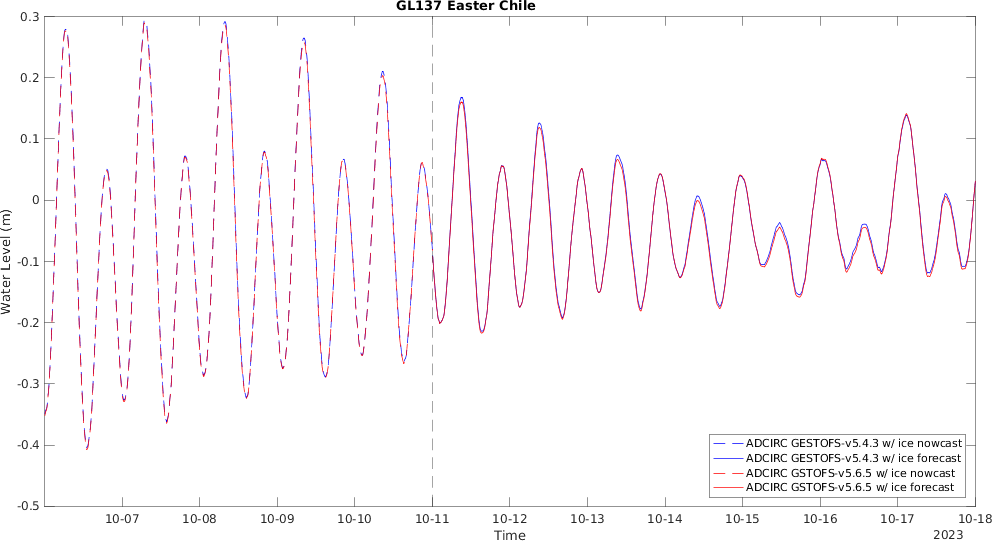 GL137 Easter Chile
0.3
0.2
0.1
0
-0.1
-0.2
-0.3
-0.4
-0.5
Water Level (m)
ADCIRC GESTOFS-v5.4.3 w/ ice nowcast
ADCIRC GESTOFS-v5.4.3 w/ ice forecast
ADCIRC GSTOFS-v5.6.5 w/ ice nowcast
ADCIRC GSTOFS-v5.6.5 w/ ice forecast
10-07 10-08 10-09 10-10 10-11 10-12 10-13 10-14 10-15 10-16 10-17 10-18
Time
2023